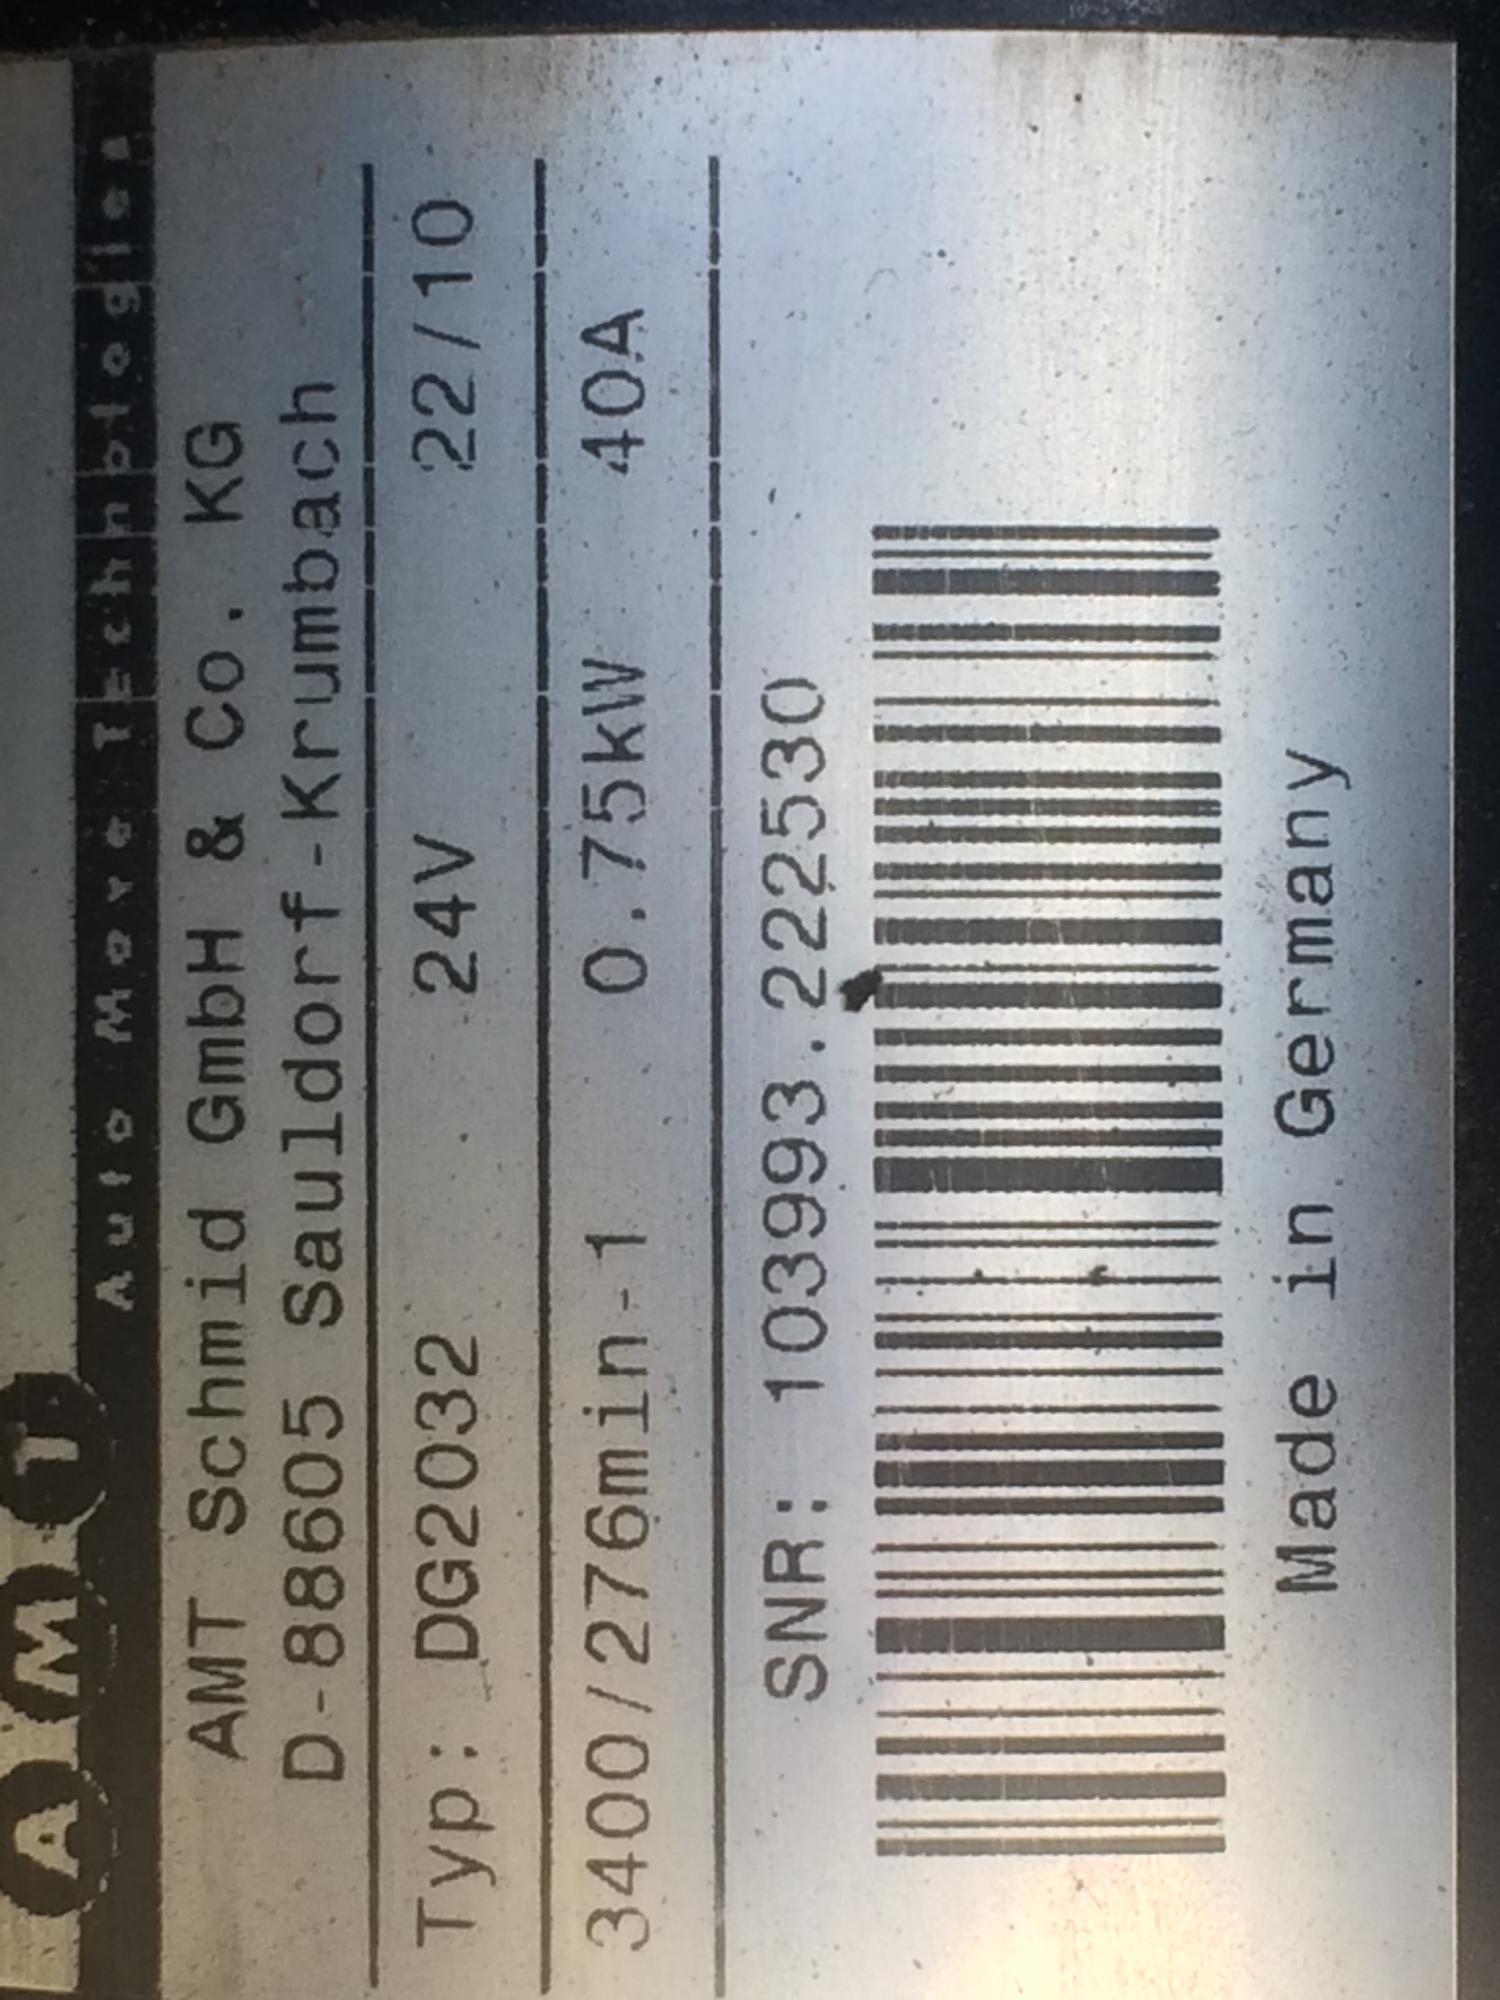 AMT
Auto Move Technologien
AMT Schmid GmbH & Co. KG
D-88605 Sauldorf-Krumbach
Typ: DG2032 24V 22/10
3400/276min-1 0.75kW 40A
SNR: 103993.222530
Made in Germany